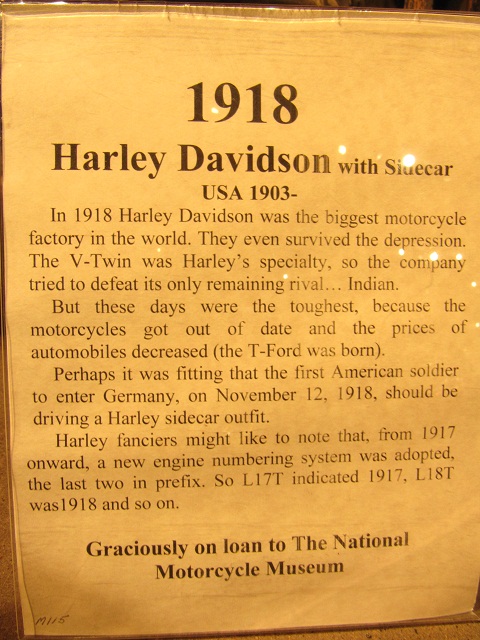 1918
Harley Davidson with Sidecar
USA 1903-
In 1918 Harley Davidson was the biggest motorcycle
factory in the world. They even survived the depression.
The V-Twin was Harley's specialty, so the company
tried to defeat its only remaining rival... Indian.
But these days were the toughest, because the
motorcycles got out of date and the prices of
automobiles decreased (the T-Ford was born).
Perhaps it was fitting that the first American soldier
to enter Germany, on November 12, 1918, should be
driving a Harley sidecar outfit.
Harley fanciers might like to note that, from 1917
onward, a new engine numbering system was adopted,
the last two in prefix. So L17T indicated 1917, L18T
was1918 and so on.
Graciously on loan to The National
Motorcycle Museum
M115